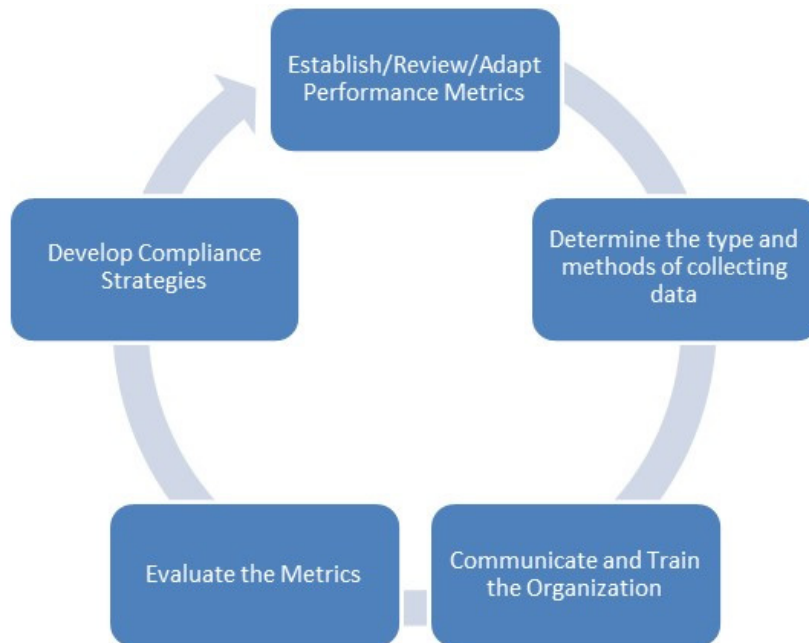 Establish/Review/Adapt
Performance Metrics
Determine the type and
methods of collecting
data
Communicate and Train
the Organization
Evaluate the Metrics
Develop Compliance
Strategies